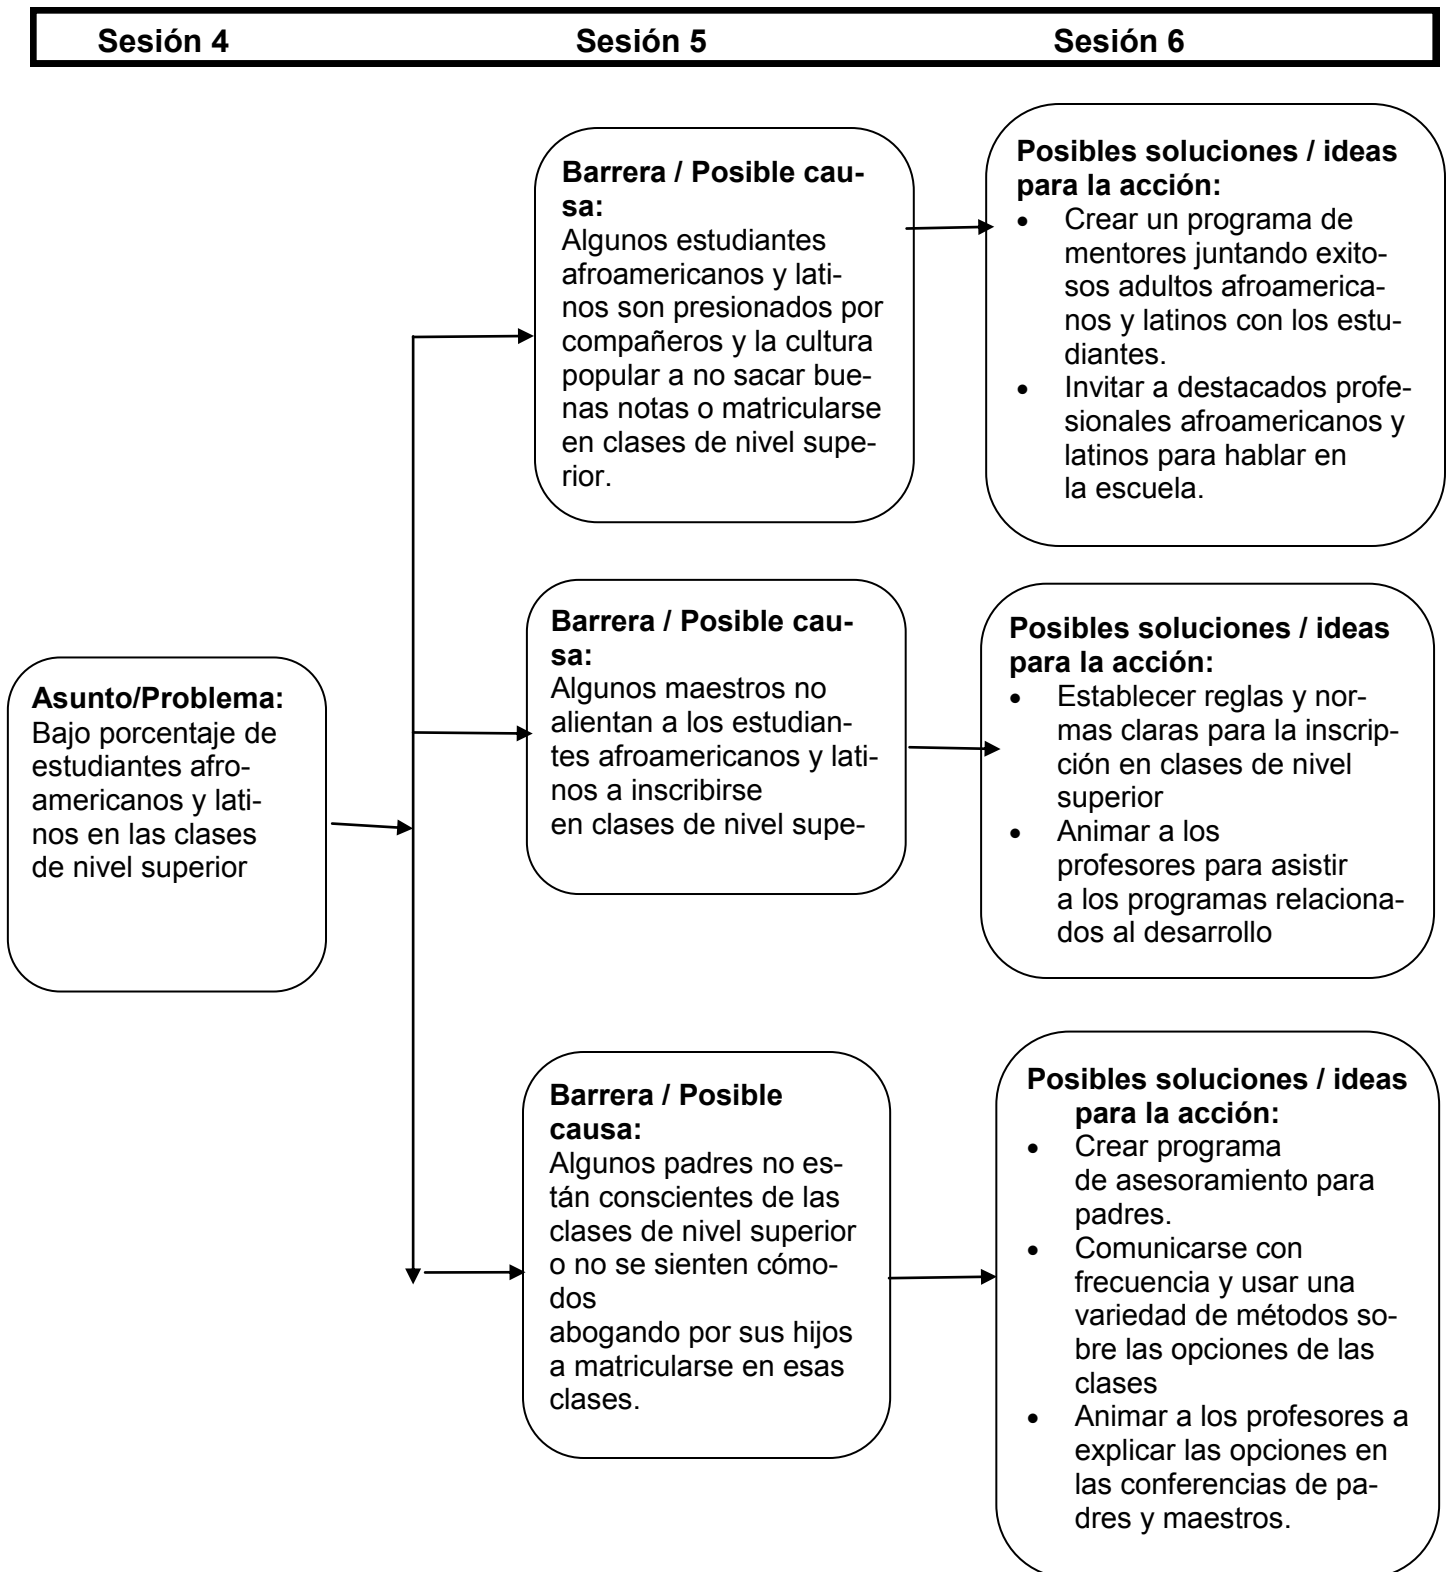 Sesión 4 Sesión 5 Sesión 6
Asunto/Problema:
Bajo porcentaje de
estudiantes afro-
americanos y lati-
nos en las clases
de nivel superior
Barrera / Posible cau-
sa:
Algunos estudiantes
afroamericanos y lati-
nos son presionados por
compañeros y la cultura
popular a no sacar bue-
nas notas o matricularse
en clases de nivel supe-
rior.
Posibles soluciones / ideas
para la acción:
• Crear un programa de
mentores juntando exito-
sos adultos afroamerica-
nos y latinos con los estu-
diantes.
• Invitar a destacados profe-
sionales afroamericanos y
latinos para hablar en
la escuela.
Barrera / Posible cau-
sa:
Algunos maestros no
alientan a los estudian-
tes afroamericanos y lati-
nos a inscribirse
en clases de nivel supe-
Posibles soluciones / ideas
para la acción:
• Establecer reglas y nor-
mas claras para la inscrip-
ción en clases de nivel
superior
• Animar a los
profesores para asistir
a los programas relaciona-
dos al desarrollo
Barrera / Posible
causa:
Algunos padres no es-
tán conscientes de las
clases de nivel superior
o no se sienten cómo-
dos
abogando por sus hijos
a matricularse en esas
clases.
Posibles soluciones / ideas
para la acción:
• Crear programa
de asesoramiento para
padres.
• Comunicarse con
frecuencia y usar una
variedad de métodos so-
bre las opciones de las
clases
• Animar a los profesores a
explicar las opciones en
las conferencias de pa-
dres y maestros.